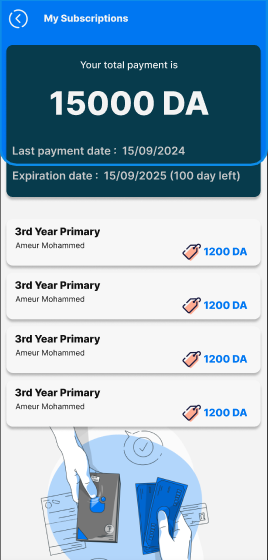 My Subscriptions
Your total payment is
15000 DA
Last payment date : 15/09/2024
Expiration date : 15/09/2025 (100 day left)
3rd Year Primary
Ameur Mohammed
1200 DA
3rd Year Primary
Ameur Mohammed
1200 DA
3rd Year Primary
Ameur Mohammed
1200 DA
3rd Year Primary
Ameur Mohammed
1200 DA